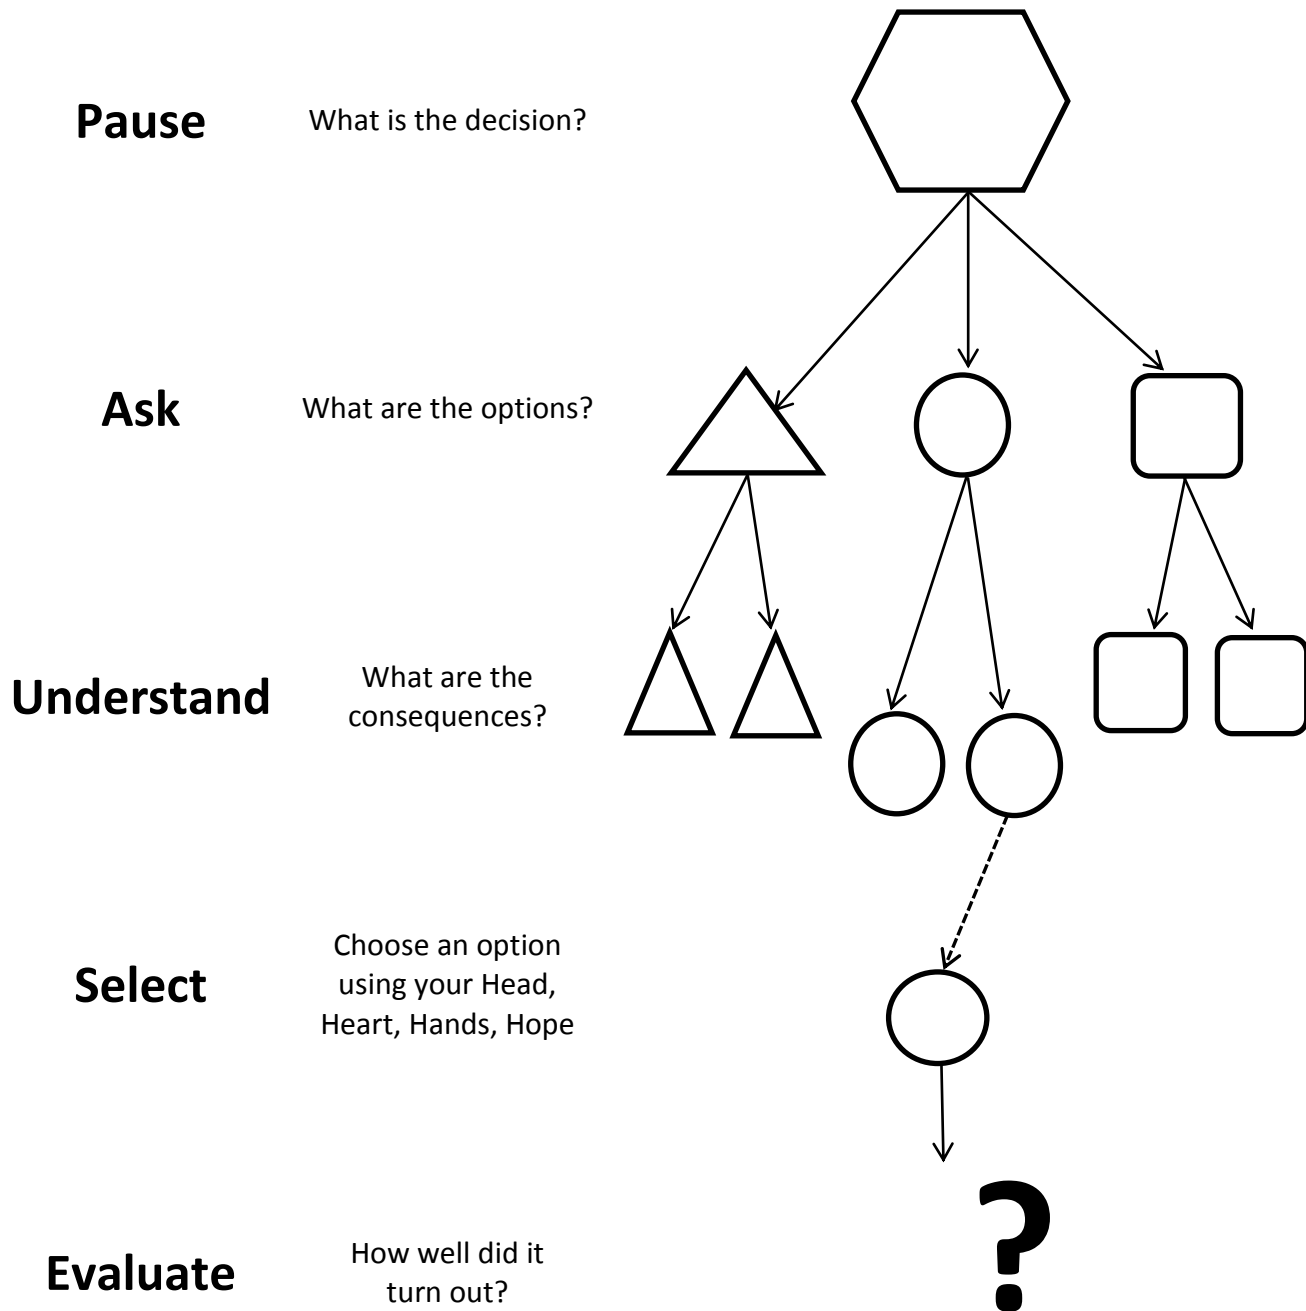 Pause
What is the decision?
Ask
What are the options?
Understand
What are the
consequences?
Select
Choose an option
using your Head,
Heart, Hands, Hope
?
Evaluate
How well did it
turn out?